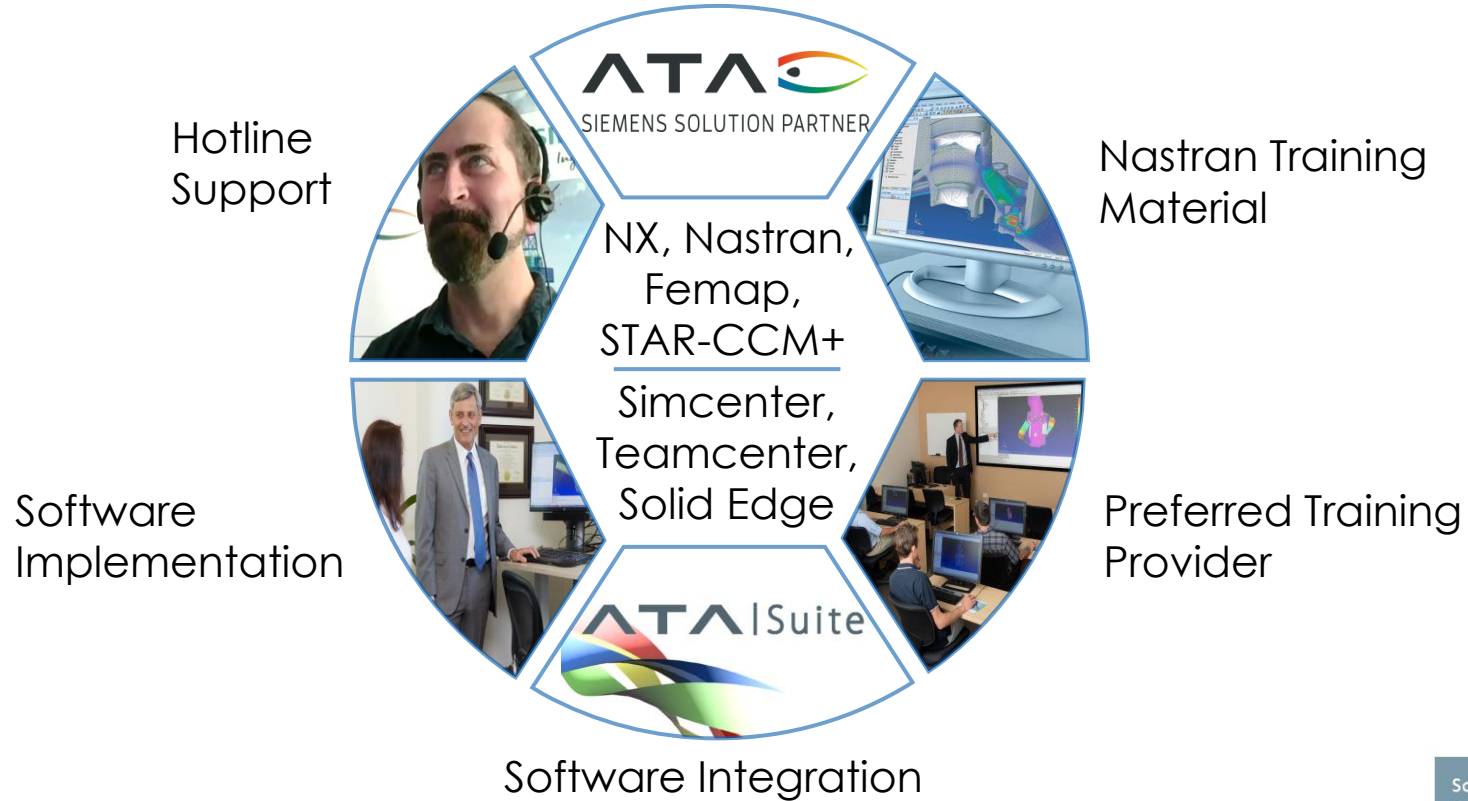 ATA
SIEMENS SOLUTION PARTNER
Hotline
Support
Nastran Training
Material
NX, Nastran,
Femap,
STAR-CCM+
Simcenter,
Teamcenter,
Solid Edge
Software
Implementation
Preferred Training
Provider
ATA|Suite
Software Integration